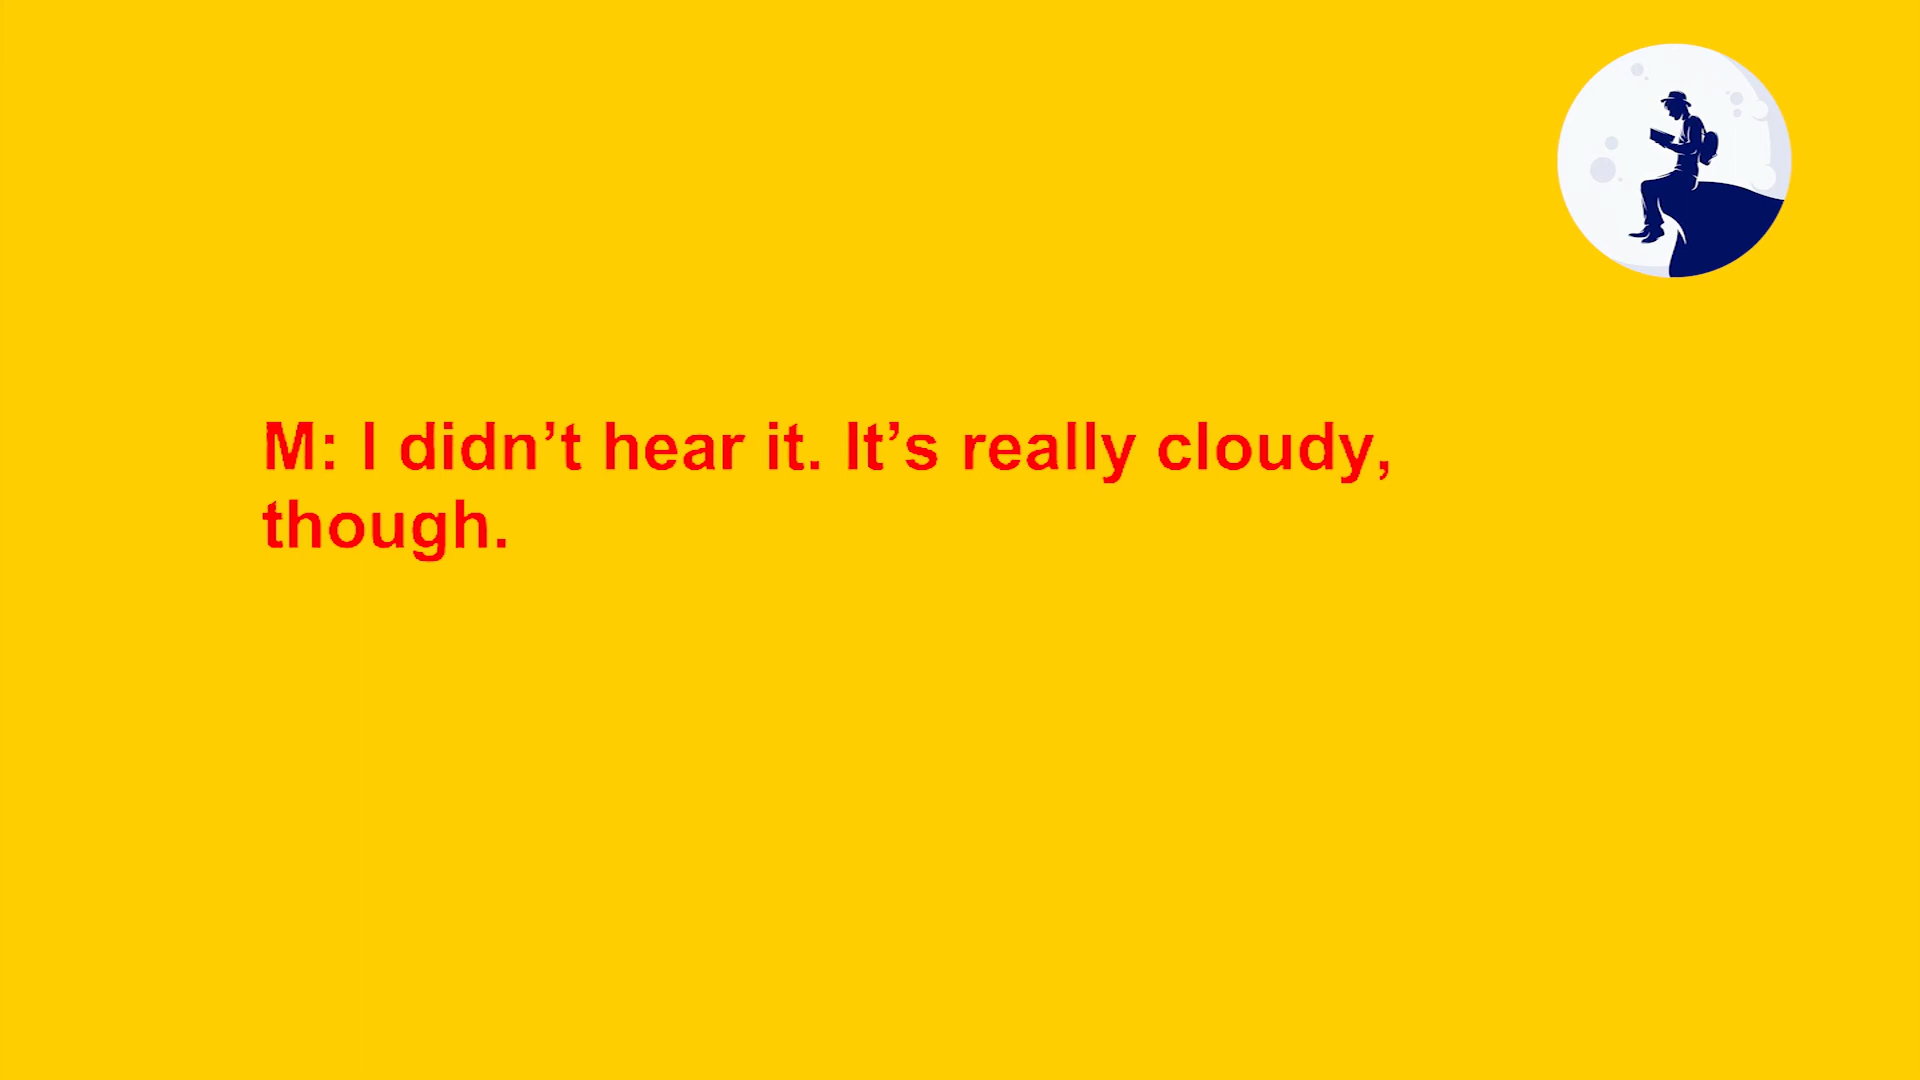 M: I didn’t hear it. It’s really cloudy,
though.